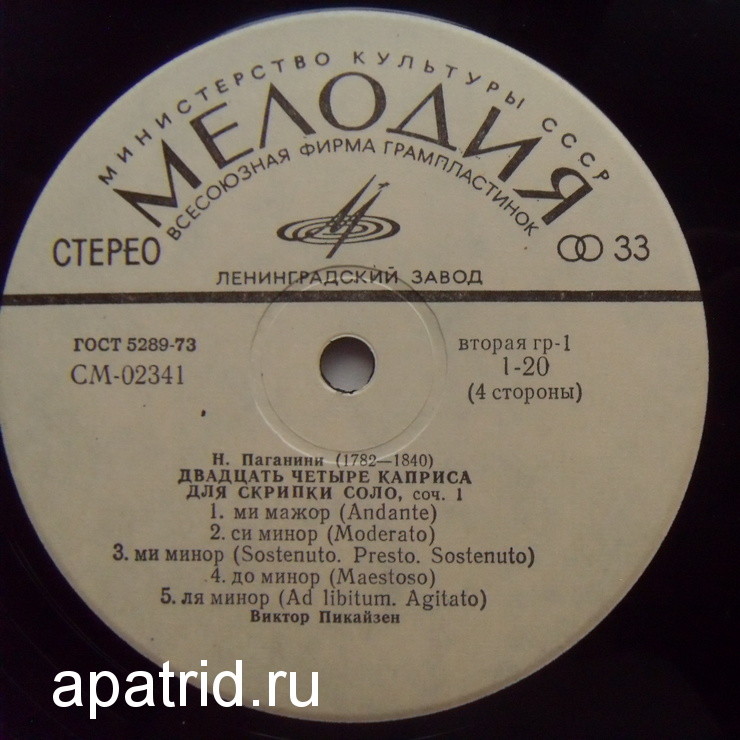 МИНИСТЕРСТВО КУЛЬТУРЫ СССР
МЕЛОДИЯ
ВСЕСОЮЗНАЯ ФИРМА ГРАМПЛАСТИНОК
СТЕРЕО
33
ЛЕНИНГРАДСКИЙ ЗАВОД
ГОСТ 5289-73
вторая гр-1
СМ-02341
1-20
(4 стороны)
Н. Паганини (1782—1840)
ДВАДЦАТЬ ЧЕТЫРЕ КАПРИСА
ДЛЯ СКРИПКИ СОЛО, соч. 1
1. ми мажор (Andante)
2. си минор (Moderato)
3. ми минор (Sostenuto. Presto. Sostenuto)
4. до минор (Maestoso)
5. ля минор (Ad libitum. Agitato)
Виктор Пикайзен
apatrid.ru